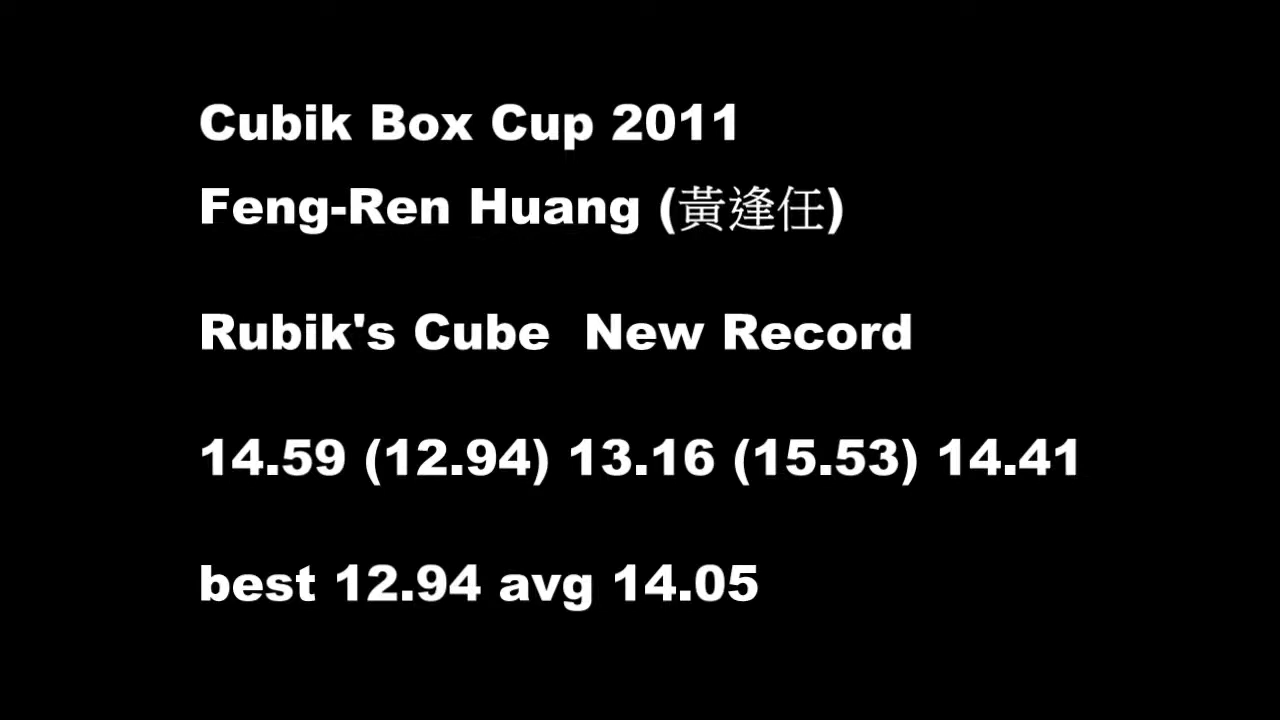 Cubik Box Cup 2011
Feng-Ren Huang (黃逢任)
Rubik's Cube  New Record
14.59 (12.94) 13.16 (15.53) 14.41
best 12.94 avg 14.05